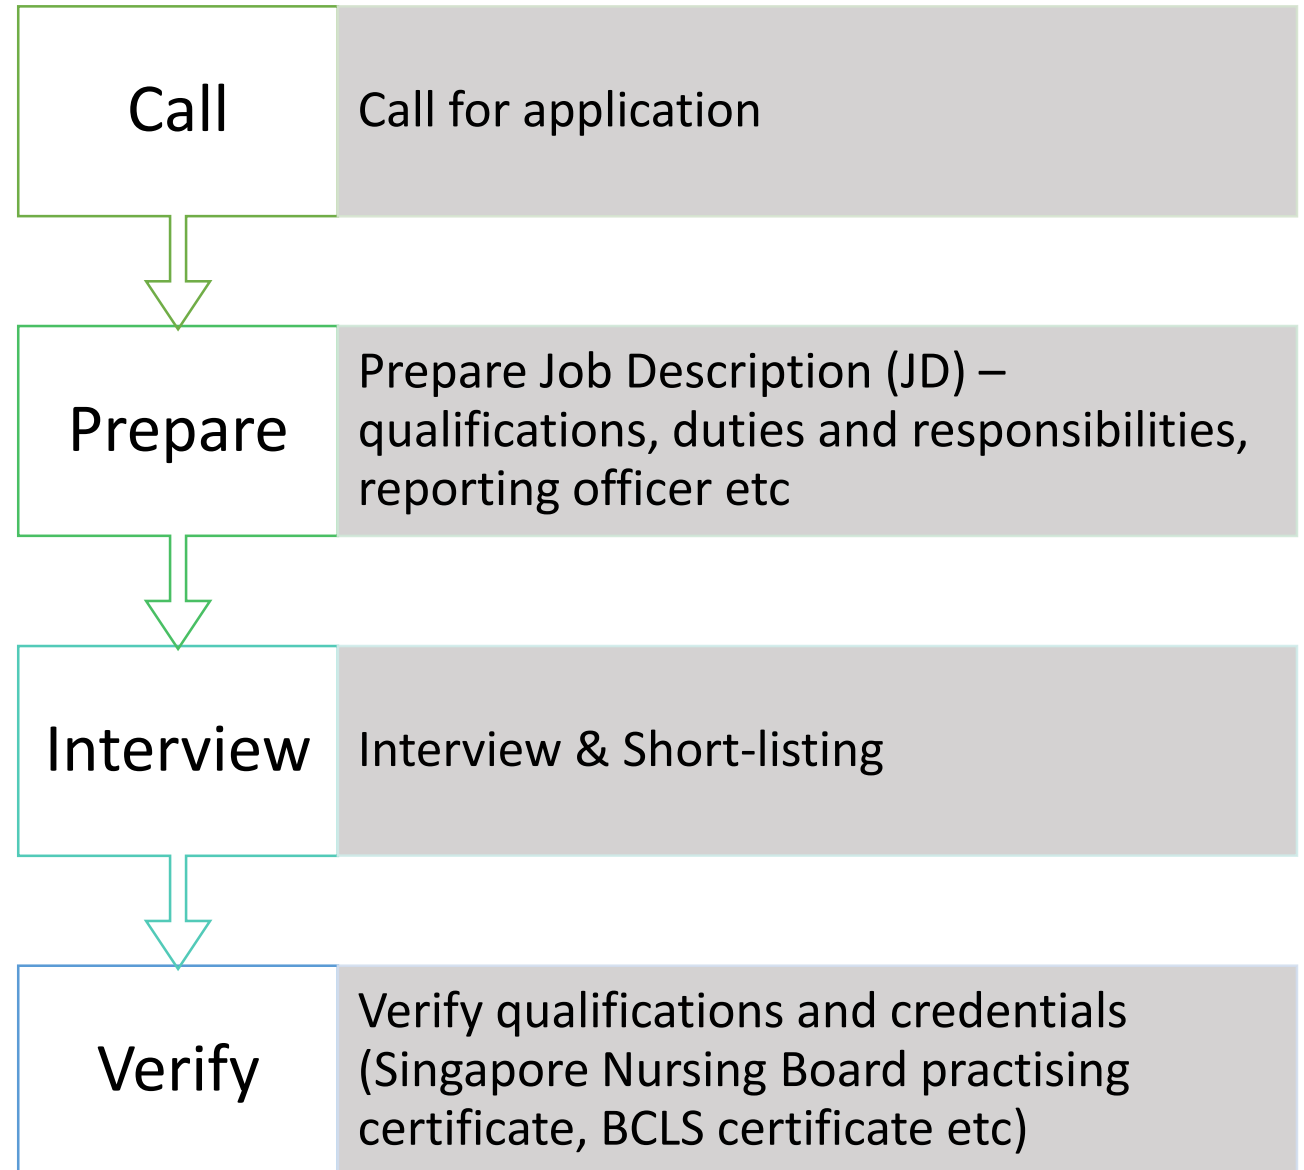 Call
Call for application
Prepare
Prepare Job Description (JD) –
qualifications, duties and responsibilities,
reporting officer etc
Interview
Interview & Short-listing
Verify
Verify qualifications and credentials
(Singapore Nursing Board practising
certificate, BCLS certificate etc)